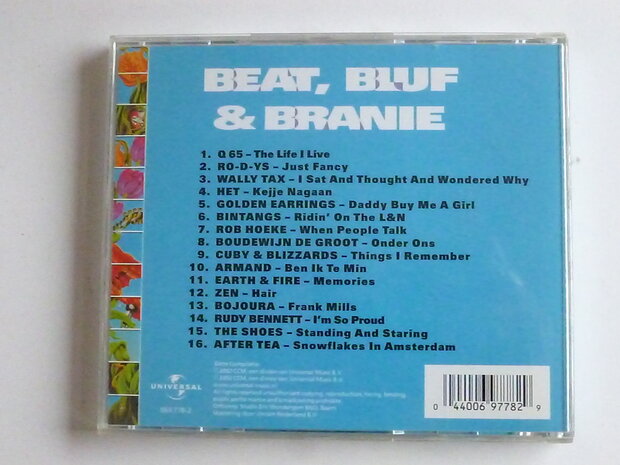 BEAT, BLUF
& BRANIE
1. Q 65 – The Life I Live
2. RO-D-YS – Just Fancy
3. WALLY TAX – I Sat And Thought And Wondered Why
4. HET – Kejje Nagaan
5. GOLDEN EARRINGS – Daddy Buy Me A Girl
6. BINTANGS – Ridin' On The L&N
7. ROB HOEKE – When People Talk
8. BOUDEWIJN DE GROOT – Onder Ons
9. CUBY & BLIZZARDS – Things I Remember
10. ARMAND – Ben Ik Te Min
11. EARTH & FIRE – Memories
12. ZEN – Hair
13. BOJOURA – Frank Mills
14. RUDY BENNETT – I'm So Proud
15. THE SHOES – Standing And Staring
16. AFTER TEA – Snowflakes In Amsterdam
UNIVERSAL
All rights reserved
0 44006 97782 9